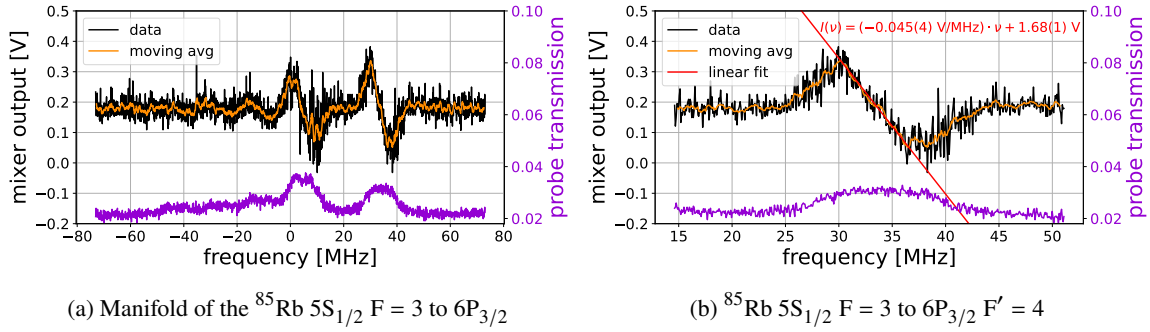 0.5
0.4
0.3
0.2
0.1
0.0
−0.1
−0.2
mixer output [V]
data
moving avg
0.10
0.08
0.06
0.04
0.02
probe transmission
−80 −60 −40 −20 0 20 40 60 80
frequency [MHz]
(a) Manifold of the ⁸⁵Rb 5S₁/₂ F = 3 to 6P₃/₂
0.5
0.4
0.3
0.2
0.1
0.0
−0.1
−0.2
mixer output [V]
data
moving avg
linear fit
I(ν) = (−0.045(4) V/MHz) · ν + 1.68(1) V
0.10
0.08
0.06
0.04
0.02
probe transmission
15 20 25 30 35 40 45 50
frequency [MHz]
(b) ⁸⁵Rb 5S₁/₂ F = 3 to 6P₃/₂ F′ = 4